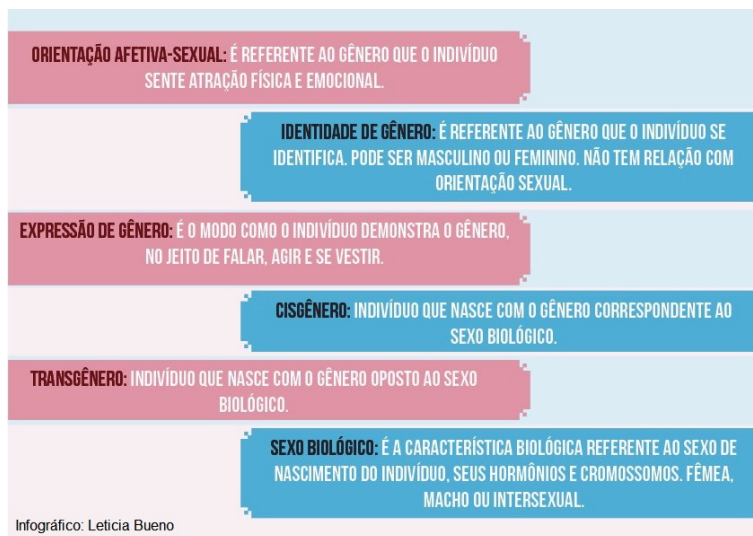 ORIENTAÇÃO AFETIVA-SEXUAL: É REFERENTE AO GÊNERO QUE O INDIVÍDUO
SENTE ATRAÇÃO FÍSICA E EMOCIONAL.
IDENTIDADE DE GÊNERO: É REFERENTE AO GÊNERO QUE O INDIVÍDUO SE
IDENTIFICA. PODE SER MASCULINO OU FEMININO. NÃO TEM RELAÇÃO COM
ORIENTAÇÃO SEXUAL.
EXPRESSÃO DE GÊNERO: É O MODO COMO O INDIVÍDUO DEMONSTRA O GÊNERO,
NO JEITO DE FALAR, AGIR E SE VESTIR.
CISGÊNERO: INDIVÍDUO QUE NASCE COM O GÊNERO CORRESPONDENTE AO
SEXO BIOLÓGICO.
TRANSGÊNERO: INDIVÍDUO QUE NASCE COM O GÊNERO OPOSTO AO SEXO
BIOLÓGICO.
SEXO BIOLÓGICO: É A CARACTERÍSTICA BIOLÓGICA REFERENTE AO SEXO DE
NASCIMENTO DO INDIVÍDUO, SEUS HORMÔNIOS E CROMOSSOMOS. FÊMEA,
MACHO OU INTERSEXUAL.
Infográfico: Leticia Bueno